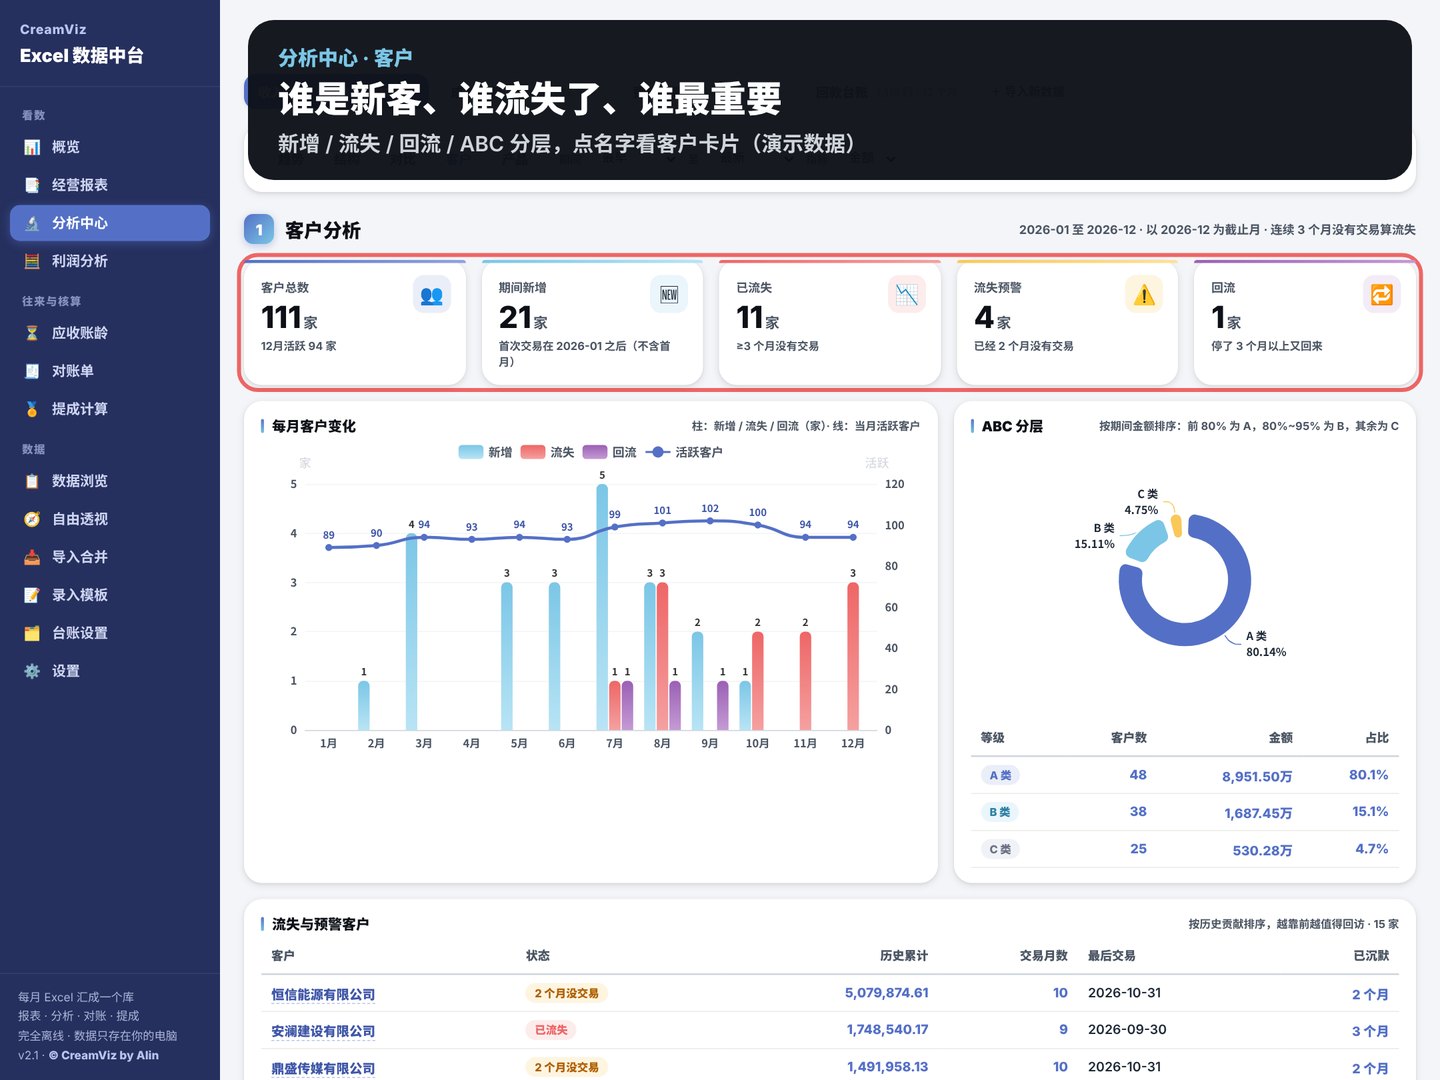 CreamViz
Excel 数据中台
看数
概览
经营报表
分析中心
利润分析
往来与核算
应收账龄
对账单
提成计算
数据
数据浏览
自由透视
导入合并
录入模板
台账设置
设置
每月 Excel 汇成一个库
报表 · 分析 · 对账 · 提成
完全离线 · 数据只存在你的电脑
v2.1 · © CreamViz by Alin
分析中心 · 客户
谁是新客、谁流失了、谁最重要
新增 / 流失 / 回流 / ABC 分层，点名字看客户卡片（演示数据）
1 客户分析
2026-01 至 2026-12 · 以 2026-12 为截止月 · 连续 3 个月没有交易算流失
客户总数
111家
12月活跃 94 家
期间新增
NEW
21家
首次交易在 2026-01 之后（不含首
月）
已流失
11家
≥3 个月没有交易
流失预警
4家
已经 2 个月没有交易
回流
1家
停了 3 个月以上又回来
每月客户变化
柱：新增 / 流失 / 回流（家）· 线：当月活跃客户
新增 流失 回流 活跃客户
家 活跃
5 4 3 2 1 0
120 100 80 60 40 20 0
89 90 94 93 94 93 99 101 102 100 94 94
1 4 3 3 5 1 1 3 3 1 2 1 1 2 2 3
1月 2月 3月 4月 5月 6月 7月 8月 9月 10月 11月 12月
ABC 分层
按期间金额排序：前 80% 为 A，80%~95% 为 B，其余为 C
C 类
4.75%
B 类
15.11%
A 类
80.14%
等级 客户数 金额 占比
A 类 48 8,951.50万 80.1%
B 类 38 1,687.45万 15.1%
C 类 25 530.28万 4.7%
流失与预警客户
按历史贡献排序，越靠前越值得回访 · 15 家
客户 状态 历史累计 交易月数 最后交易 已沉默
恒信能源有限公司 2 个月没交易 5,079,874.61 10 2026-10-31 2 个月
安澜建设有限公司 已流失 1,748,540.17 9 2026-09-30 3 个月
鼎盛传媒有限公司 2 个月没交易 1,491,958.13 10 2026-10-31 2 个月